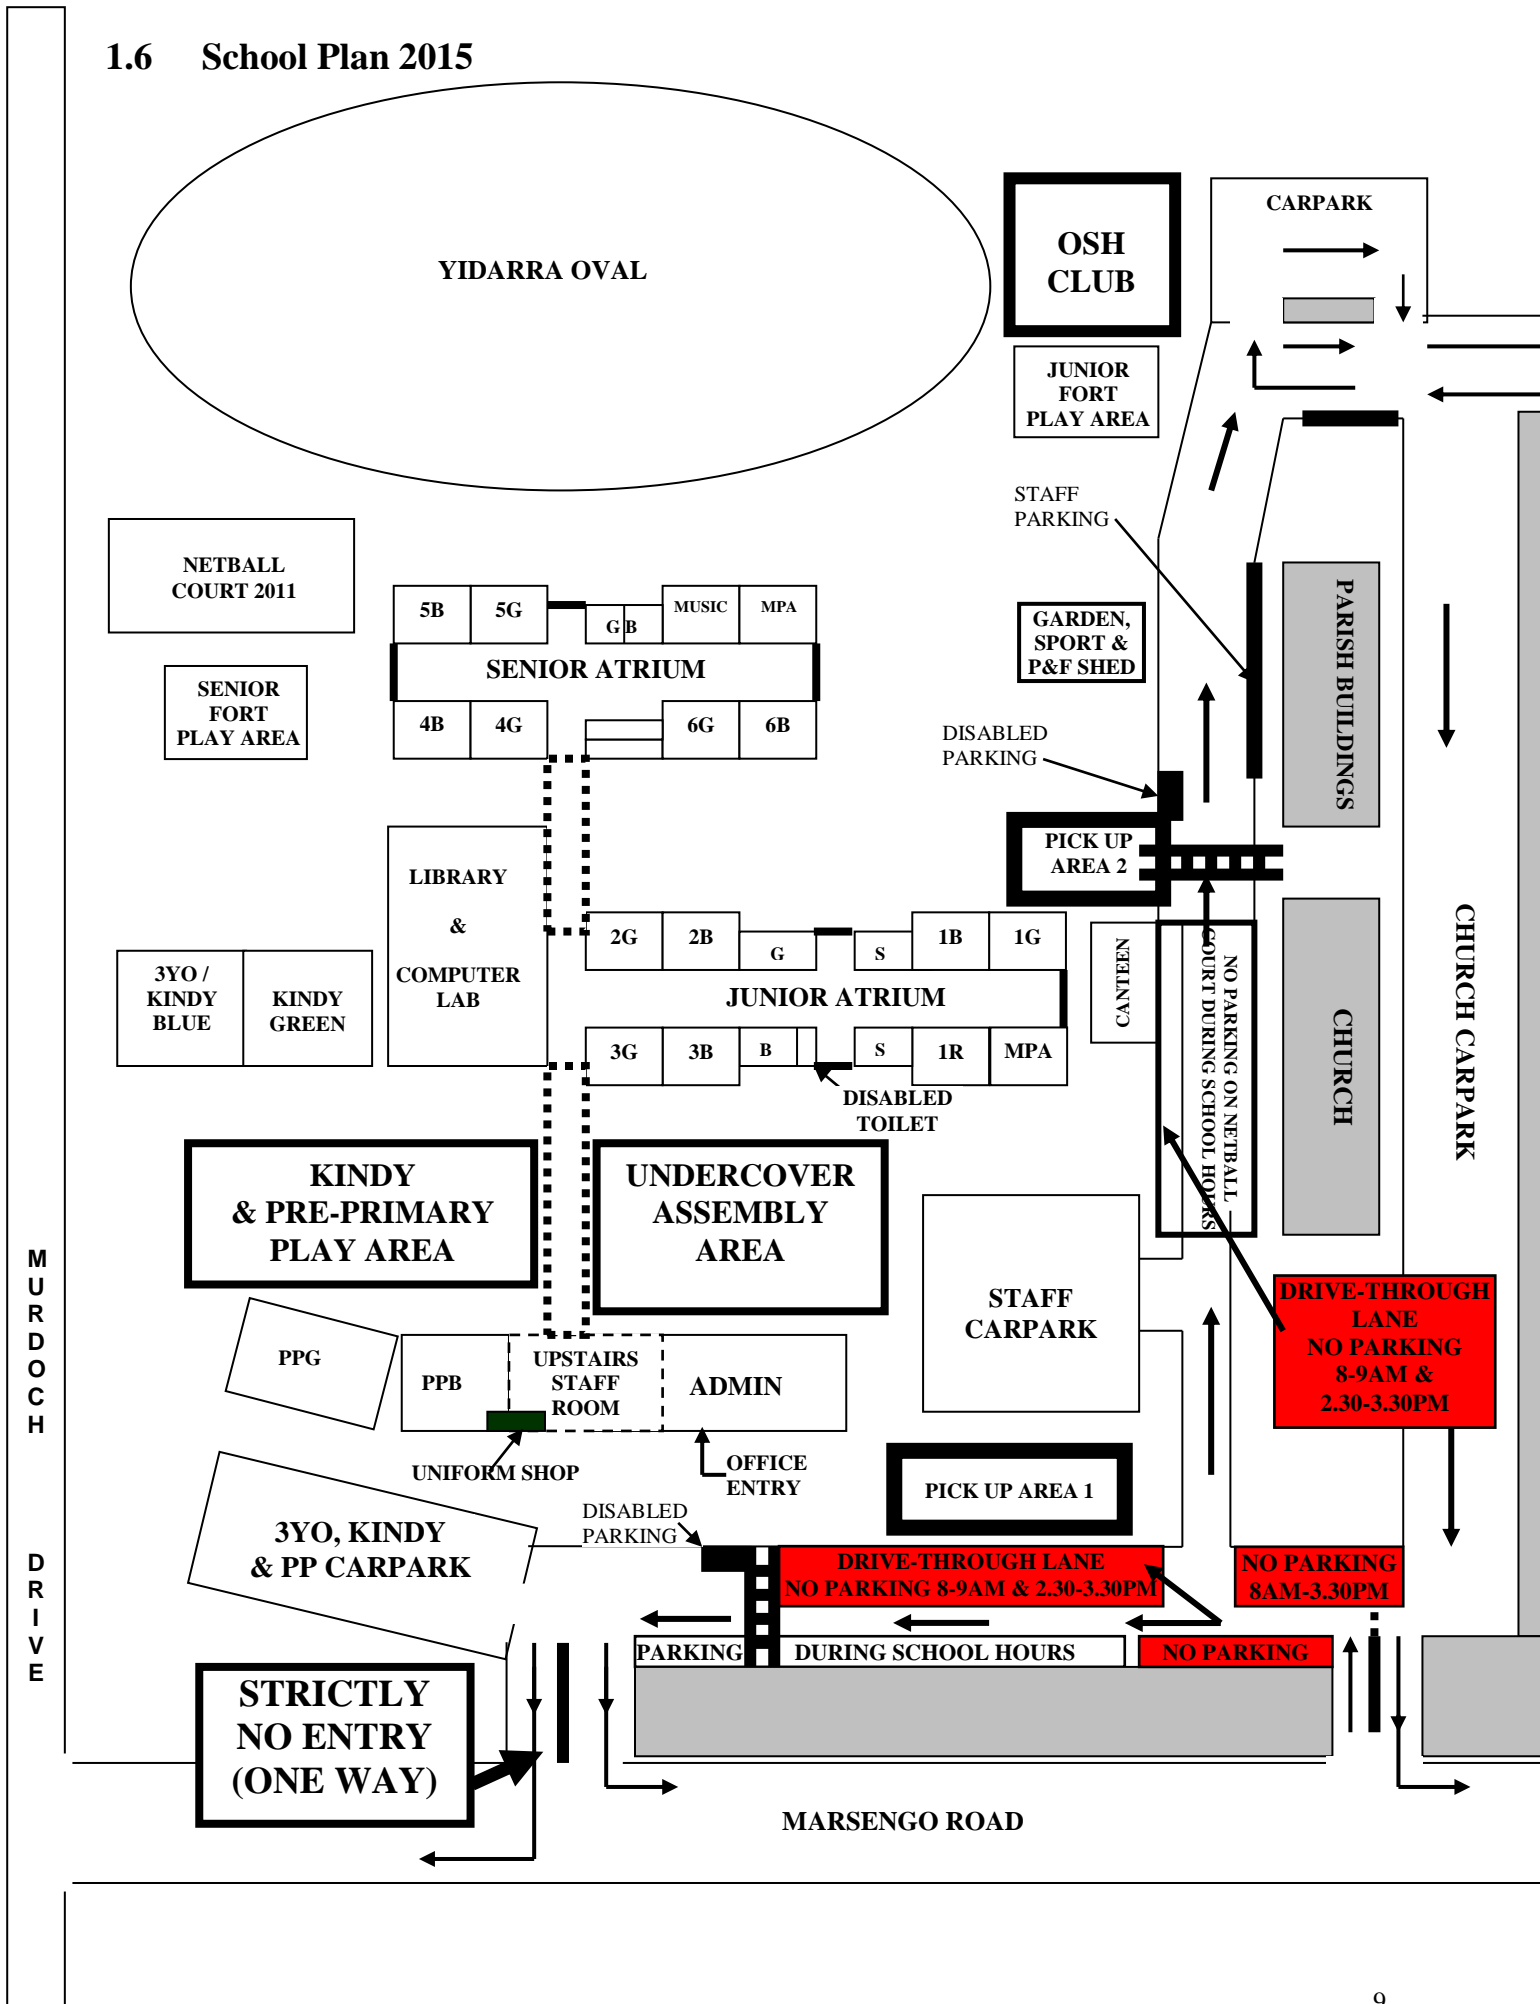 1.6 School Plan 2015
YIDARRA OVAL
OSH
CLUB
CARPARK
JUNIOR
FORT
PLAY AREA
STAFF
PARKING
NETBALL
COURT 2011
5B
5G
G B
MUSIC
MPA
SENIOR ATRIUM
4B
4G
6G
6B
SENIOR
FORT
PLAY AREA
GARDEN,
SPORT &
P&F SHED
PARISH BUILDINGS
DISABLED
PARKING
PICK UP
AREA 2
LIBRARY
&
COMPUTER
LAB
2G
2B
G
S
1B
1G
JUNIOR ATRIUM
3G
3B
B
S
1R
MPA
DISABLED
TOILET
3YO /
KINDY
BLUE
KINDY
GREEN
CANTEEN
NO PARKING ON NETBALL
COURT DURING SCHOOL HOURS
CHURCH
CHURCH CARPARK
KINDY
& PRE-PRIMARY
PLAY AREA
UNDERCOVER
ASSEMBLY
AREA
STAFF
CARPARK
DRIVE-THROUGH
LANE
NO PARKING
8-9AM &
2.30-3.30PM
MURDOCH
DRIVE
PPG
PPB
UPSTAIRS
STAFF
ROOM
ADMIN
UNIFORM SHOP
OFFICE
ENTRY
PICK UP AREA 1
3YO, KINDY
& PP CARPARK
DISABLED
PARKING
DRIVE-THROUGH LANE
NO PARKING 8-9AM & 2.30-3.30PM
NO PARKING
8AM-3.30PM
PARKING
DURING SCHOOL HOURS
NO PARKING
STRICTLY
NO ENTRY
(ONE WAY)
MARSENGO ROAD
9